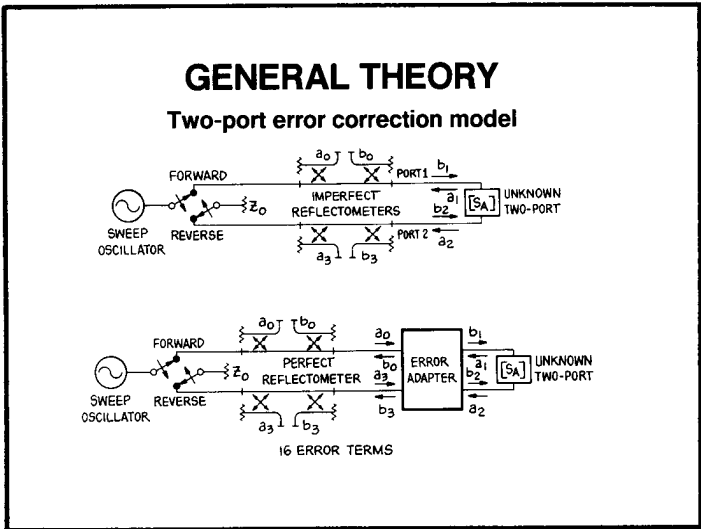 GENERAL THEORY
Two-port error correction model
a₀ b₀
FORWARD
PORT 1
b₁
IMPERFECT
REFLECTOMETERS
Z₀
a₁
b₂
[Sᴀ]
UNKNOWN
TWO-PORT
SWEEP
OSCILLATOR
REVERSE
a₃ b₃
PORT 2
a₂
a₀ b₀
FORWARD
a₀
b₁
PERFECT
REFLECTOMETER
Z₀
b₀
a₃
ERROR
ADAPTER
a₁
b₂
[Sᴀ]
UNKNOWN
TWO-PORT
SWEEP
OSCILLATOR
REVERSE
a₃ b₃
b₃
a₂
16 ERROR TERMS